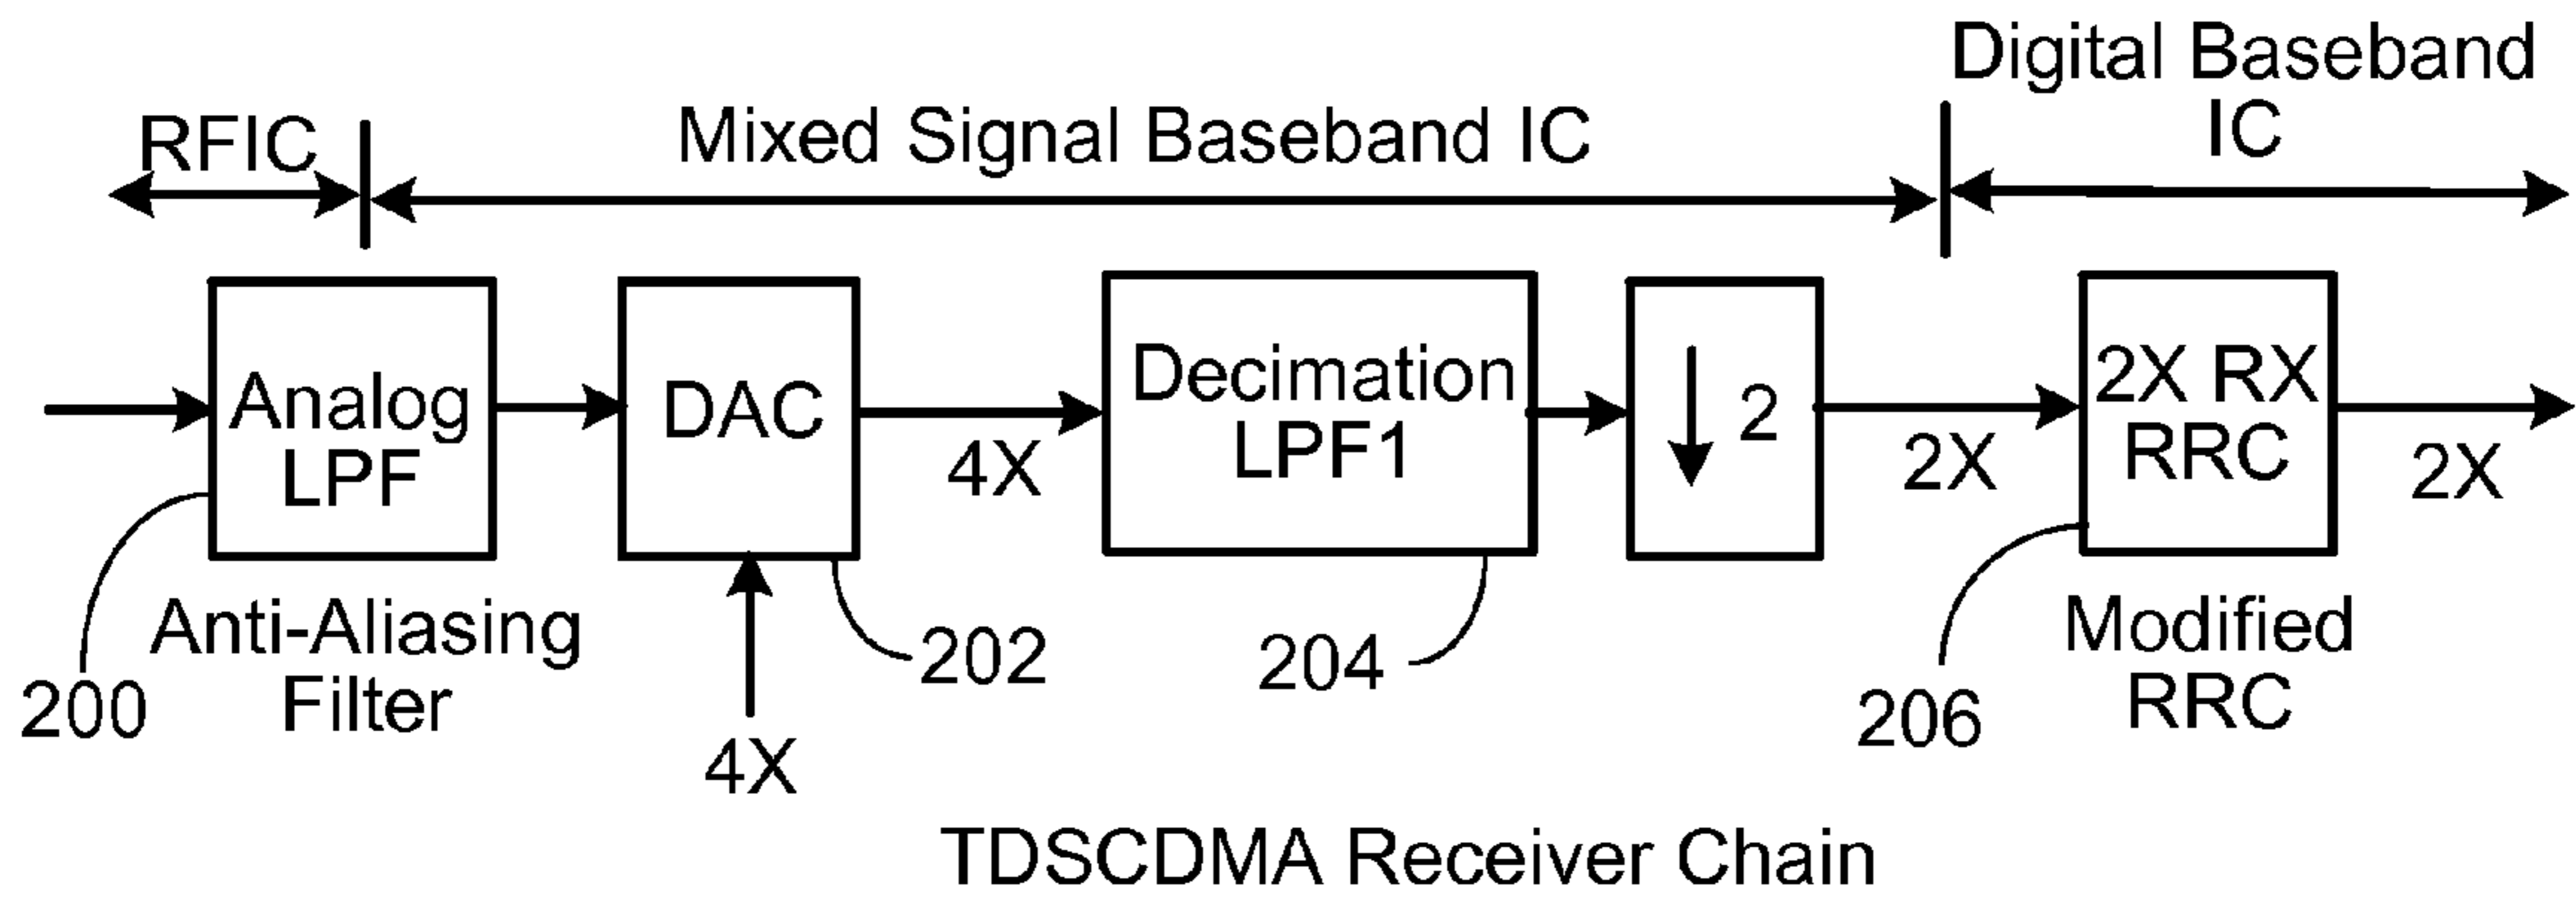 Digital Baseband
IC
RFIC
Mixed Signal Baseband IC
Analog
LPF
DAC
4X
Decimation
LPF1
2
2X
2X RX
RRC
2X
Anti-Aliasing
Filter
200
4X
202
204
206
Modified
RRC
TDSCDMA Receiver Chain